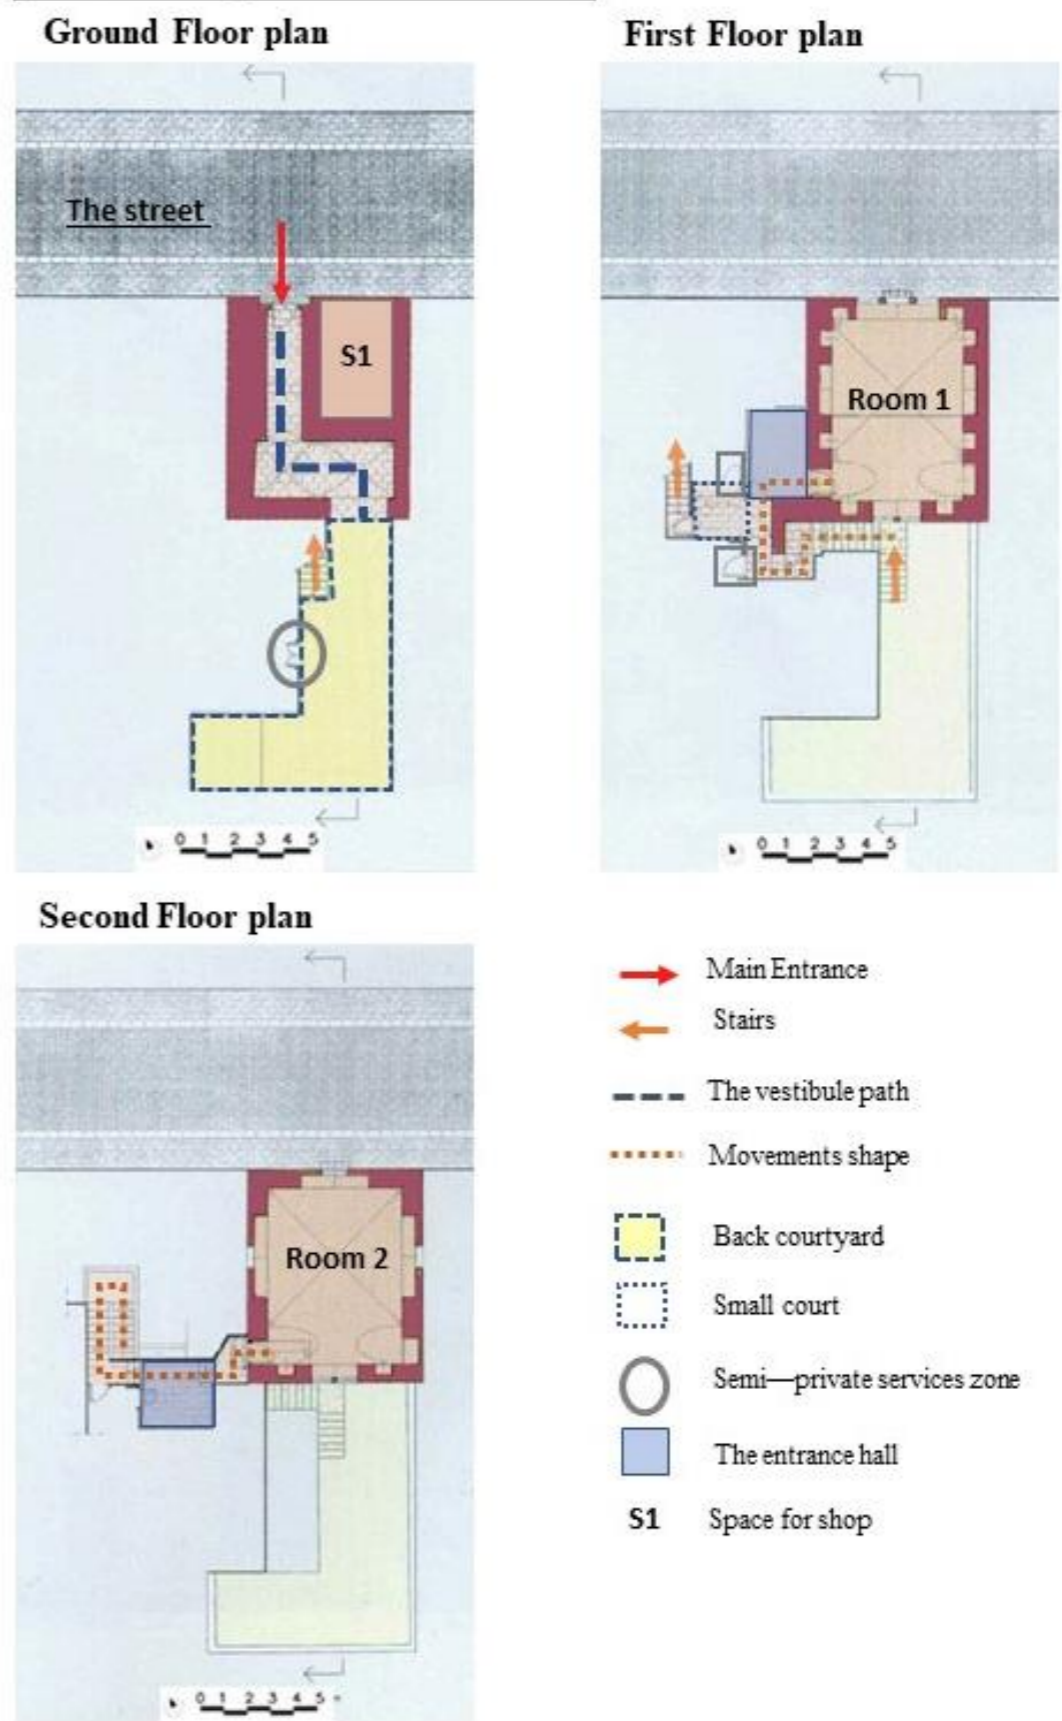 Ground Floor plan
First Floor plan
The street
S1
Room 1
0 1 2 3 4 5
0 1 2 3 4 5
Second Floor plan
Room 2
0 1 2 3 4 5
Main Entrance
Stairs
The vestibule path
Movements shape
Back courtyard
Small court
Semi—private services zone
The entrance hall
S1 Space for shop